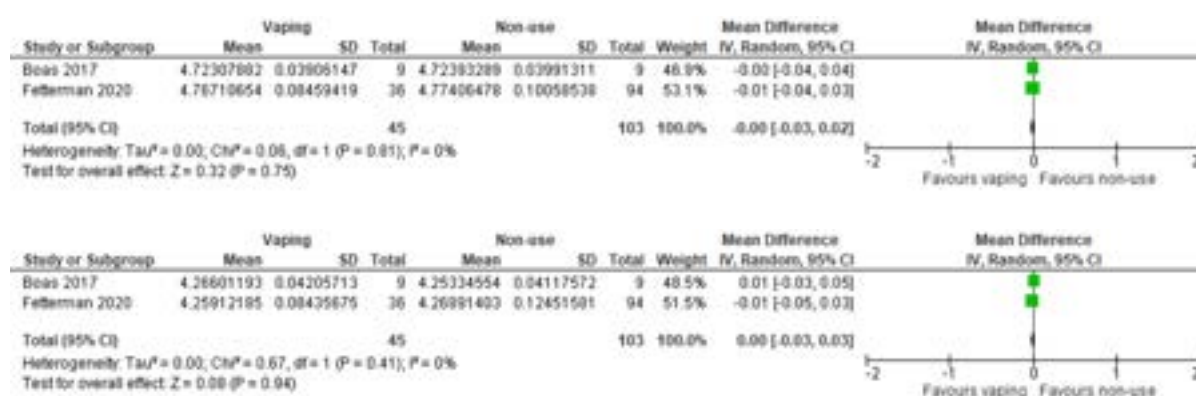 Vaping Non-use Mean Difference Mean Difference
Study or Subgroup Mean SD Total Mean SD Total Weight IV, Random, 95% CI IV, Random, 95% CI
Boas 2017 4.72307882 0.03906147 9 4.72393289 0.03991311 9 46.9% -0.00 [-0.04, 0.04]
Fetterman 2020 4.76710654 0.08459419 36 4.77406478 0.10058538 94 53.1% -0.01 [-0.04, 0.03]
Total (95% CI) 45 103 100.0% -0.00 [-0.03, 0.02]
Heterogeneity: Tau² = 0.00; Chi² = 0.06, df = 1 (P = 0.81); I² = 0%
Test for overall effect: Z = 0.32 (P = 0.75)
-2 -1 0 1 2
Favours vaping Favours non-use
Vaping Non-use Mean Difference Mean Difference
Study or Subgroup Mean SD Total Mean SD Total Weight IV, Random, 95% CI IV, Random, 95% CI
Boas 2017 4.26601193 0.04205713 9 4.25334554 0.04117572 9 48.5% 0.01 [-0.03, 0.05]
Fetterman 2020 4.25912185 0.08435675 36 4.26891403 0.12451581 94 51.5% -0.01 [-0.05, 0.03]
Total (95% CI) 45 103 100.0% 0.00 [-0.03, 0.03]
Heterogeneity: Tau² = 0.00; Chi² = 0.67, df = 1 (P = 0.41); I² = 0%
Test for overall effect: Z = 0.08 (P = 0.94)
-2 -1 0 1 2
Favours vaping Favours non-use